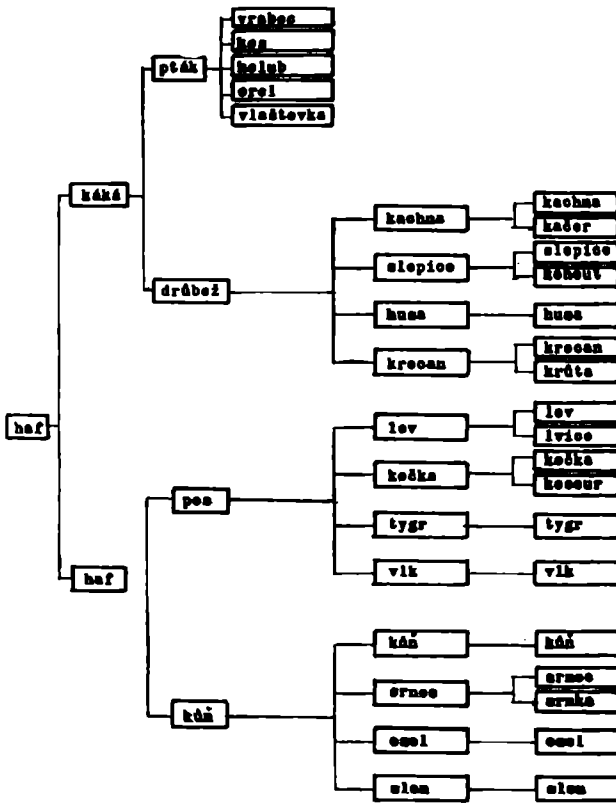 vrabec
kos
pták
holub
orel
vlaštovka
káká
kachna
kachna
kačer
slepice
slepice
kohout
drůbež
husa
husa
krocan
krocan
krůta
haf
lev
lev
lvice
kočka
kočka
kocour
pes
tygr
tygr
haf
vlk
vlk
kůň
kůň
srnec
srnec
srnka
kůň
osel
osel
slon
slon